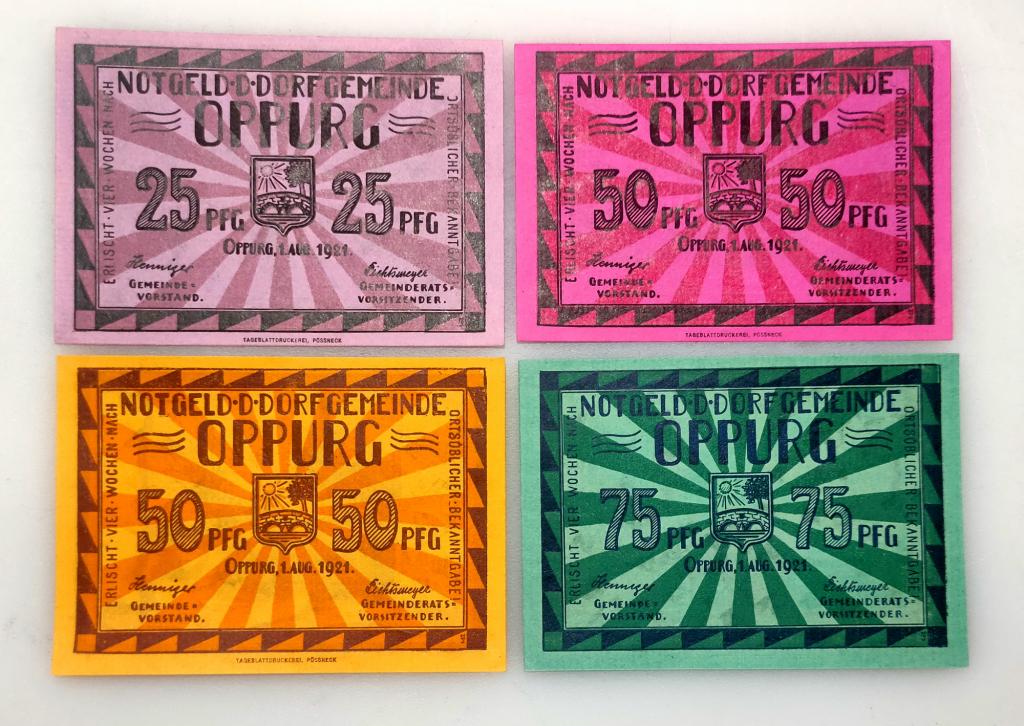 NOTGELD·D·DORFGEMEINDE
OPPURG
ERLISCHT·VIER·WOCHEN·NACH
ORTSÜBLICHER·BEKANNTGABE!
25 PFG 25 PFG
OPPURG, 1. AUG. 1921.
Henniger
GEMEINDE=
VORSTAND.
GEMEINDERATS=
VORSITZENDER.
TAGEBLATTDRUCKEREI, PÖSSNECK
NOTGELD·D·DORFGEMEINDE
OPPURG
ERLISCHT·VIER·WOCHEN·NACH
ORTSÜBLICHER·BEKANNTGABE!
50 PFG 50 PFG
OPPURG, 1. AUG. 1921.
Henniger
GEMEINDE=
VORSTAND.
GEMEINDERATS=
VORSITZENDER.
TAGEBLATTDRUCKEREI, PÖSSNECK
NOTGELD·D·DORFGEMEINDE
OPPURG
ERLISCHT·VIER·WOCHEN·NACH
ORTSÜBLICHER·BEKANNTGABE!
50 PFG 50 PFG
OPPURG, 1. AUG. 1921.
Henniger
GEMEINDE=
VORSTAND.
GEMEINDERATS=
VORSITZENDER.
TAGEBLATTDRUCKEREI, PÖSSNECK
NOTGELD·D·DORFGEMEINDE
OPPURG
ERLISCHT·VIER·WOCHEN·NACH
ORTSÜBLICHER·BEKANNTGABE!
75 PFG 75 PFG
OPPURG, 1. AUG. 1921.
Henniger
GEMEINDE=
VORSTAND.
GEMEINDERATS=
VORSITZENDER.